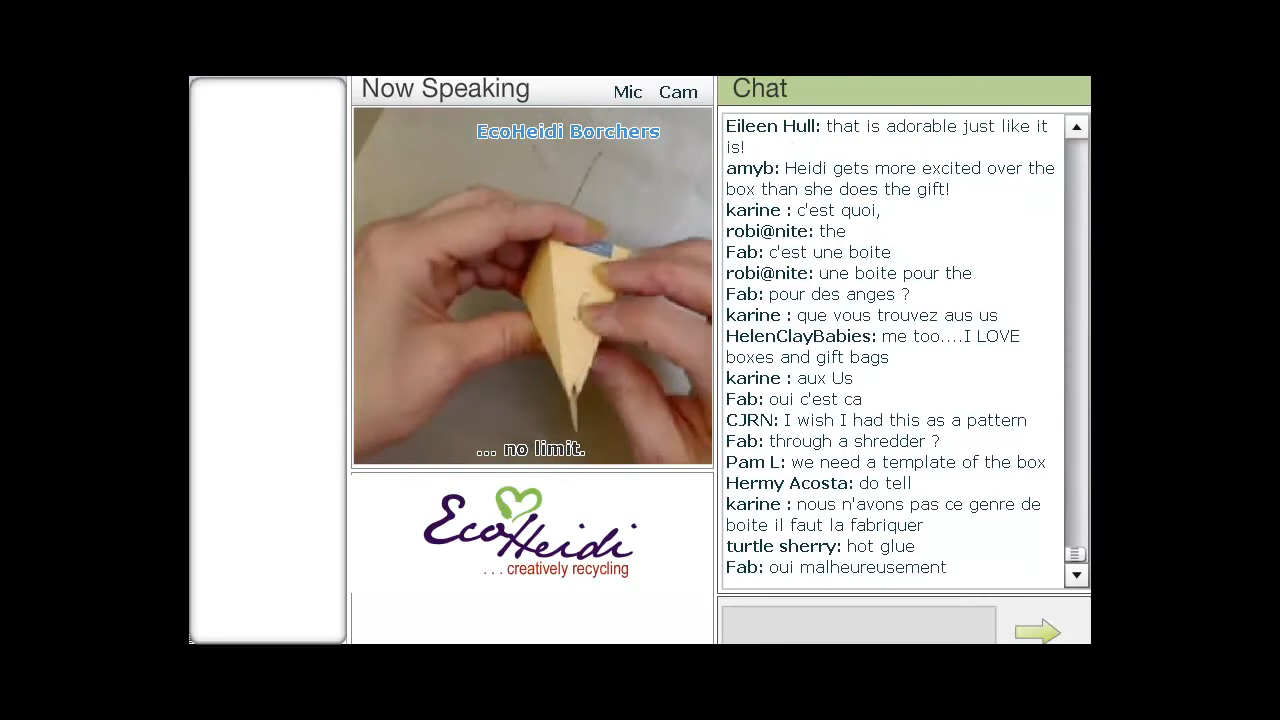 Now Speaking
Mic Cam
EcoHeidi Borchers
... no limit.
EcoHeidi
...creatively recycling
Chat
Eileen Hull: that is adorable just like it
is!
amyb: Heidi gets more excited over the
box than she does the gift!
karine : c'est quoi,
robi@nite: the
Fab: c'est une boite
robi@nite: une boite pour the
Fab: pour des anges ?
karine : que vous trouvez aus us
HelenClayBabies: me too....I LOVE
boxes and gift bags
karine : aux Us
Fab: oui c'est ca
CJRN: I wish I had this as a pattern
Fab: through a shredder ?
Pam L: we need a template of the box
Hermy Acosta: do tell
karine : nous n'avons pas ce genre de
boite il faut la fabriquer
turtle sherry: hot glue
Fab: oui malheureusement